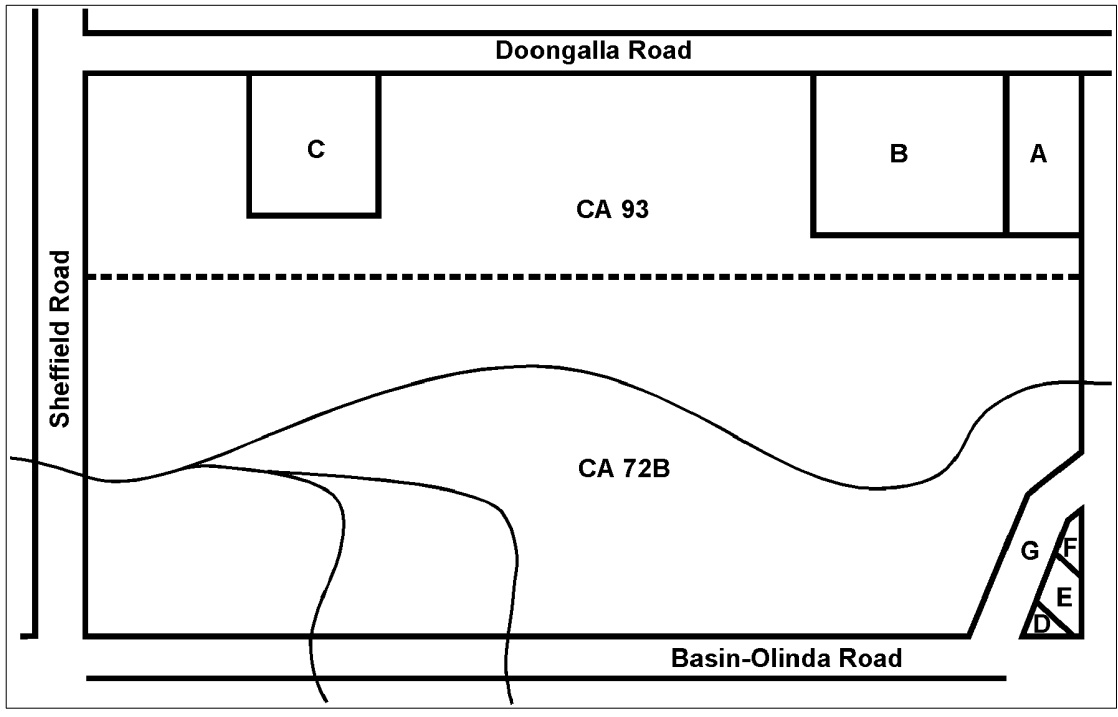 Doongalla Road
C
B
A
CA 93
Sheffield Road
CA 72B
G
F
E
D
Basin-Olinda Road